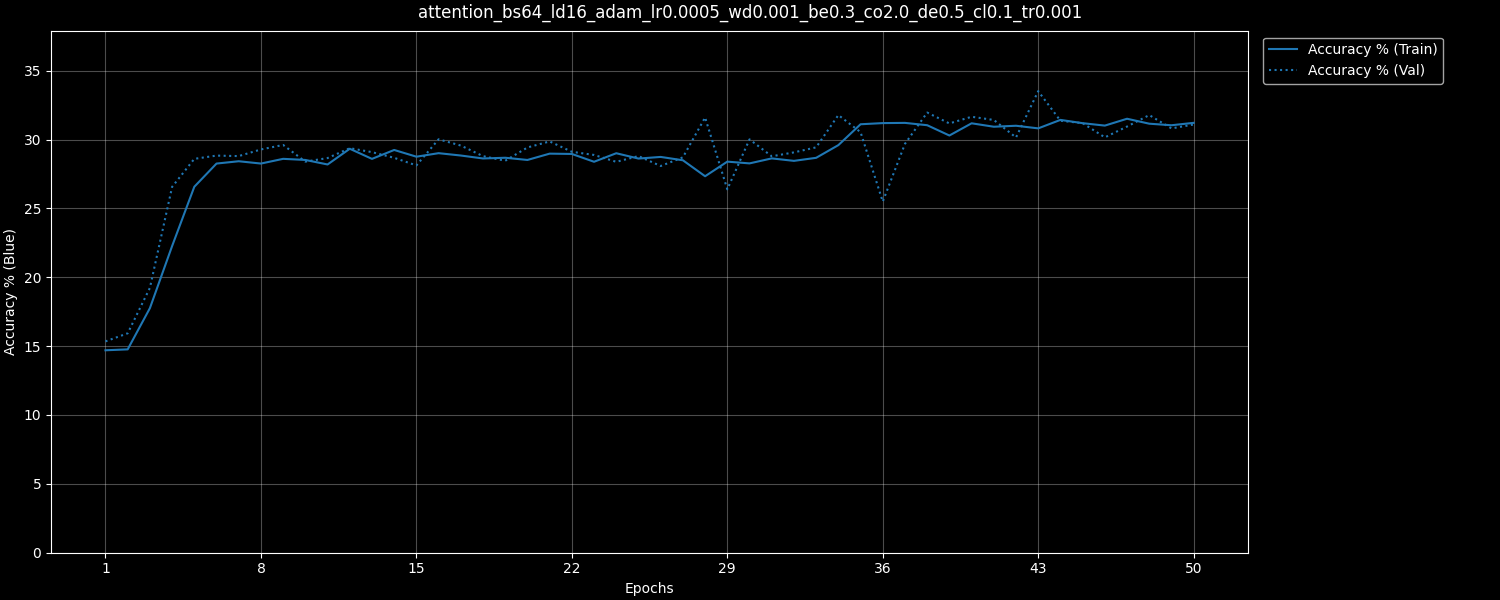 attention_bs64_ld16_adam_lr0.0005_wd0.001_be0.3_co2.0_de0.5_cl0.1_tr0.001
Accuracy % (Train)
Accuracy % (Val)
Accuracy % (Blue)
35
30
25
20
15
10
5
0
1 8 15 22 29 36 43 50
Epochs